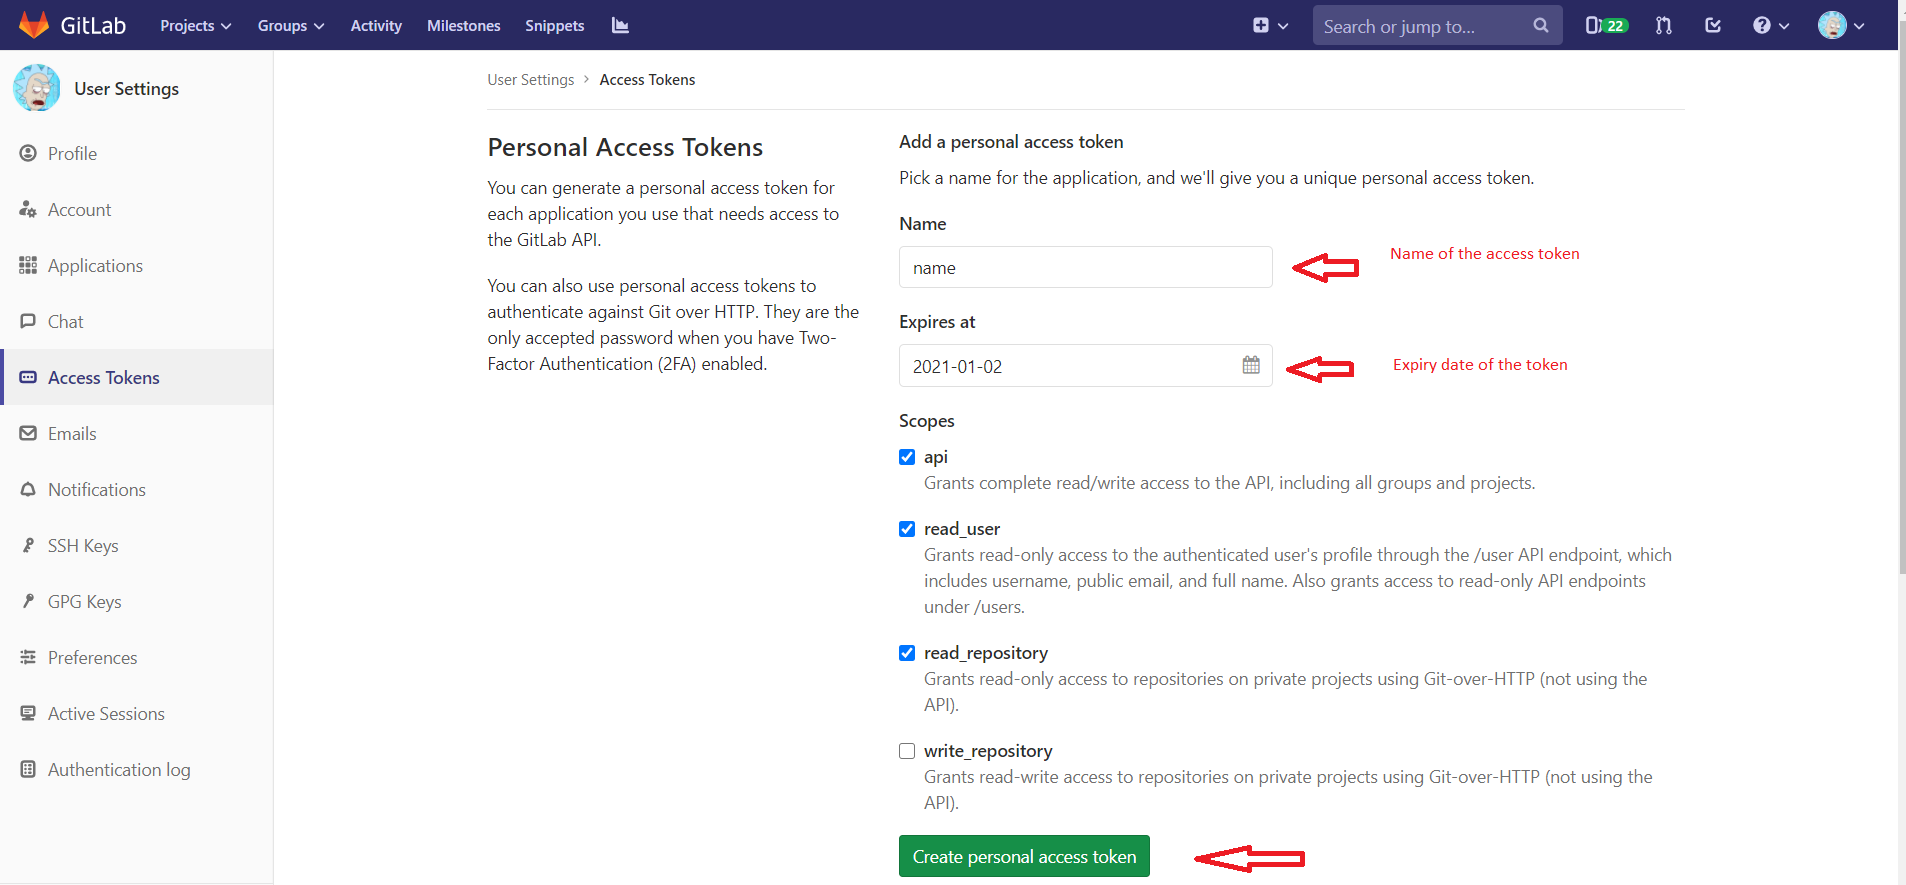 GitLab
Projects
Groups
Activity
Milestones
Snippets
Search or jump to...
22
User Settings
Profile
Account
Applications
Chat
Access Tokens
Emails
Notifications
SSH Keys
GPG Keys
Preferences
Active Sessions
Authentication log
User Settings > Access Tokens
Personal Access Tokens
You can generate a personal access token for
each application you use that needs access to
the GitLab API.
You can also use personal access tokens to
authenticate against Git over HTTP. They are the
only accepted password when you have Two-
Factor Authentication (2FA) enabled.
Add a personal access token
Pick a name for the application, and we'll give you a unique personal access token.
Name
name
Name of the access token
Expires at
2021-01-02
Expiry date of the token
Scopes
api
Grants complete read/write access to the API, including all groups and projects.
read_user
Grants read-only access to the authenticated user's profile through the /user API endpoint, which
includes username, public email, and full name. Also grants access to read-only API endpoints
under /users.
read_repository
Grants read-only access to repositories on private projects using Git-over-HTTP (not using the
API).
write_repository
Grants read-write access to repositories on private projects using Git-over-HTTP (not using the
API).
Create personal access token